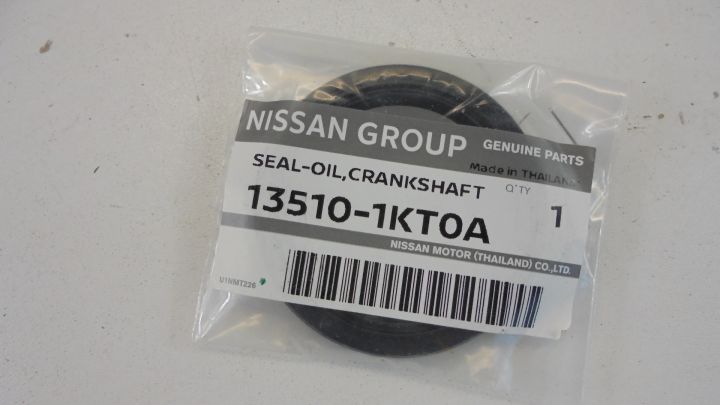 NISSAN GROUP GENUINE PARTS
Made in THAILAND
SEAL-OIL,CRANKSHAFT Q'TY
13510-1KT0A 1
NISSAN MOTOR (THAILAND) CO.,LTD.
U1NMT226